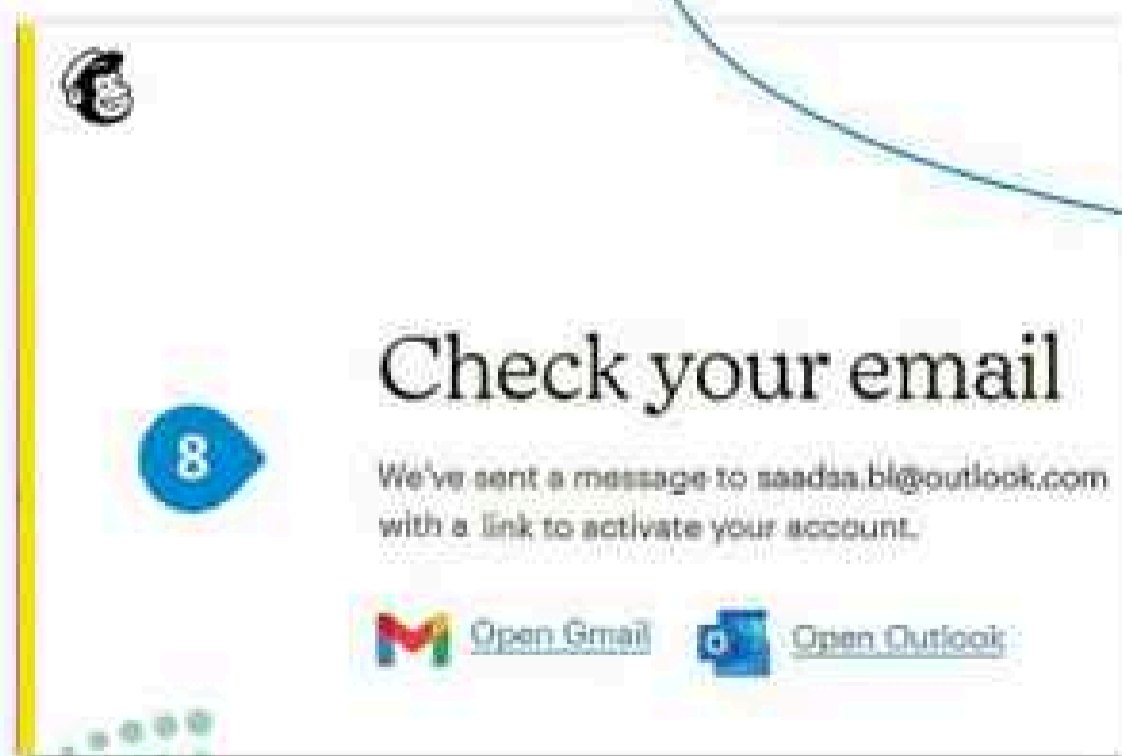 Check your email
8
We've sent a message to saadsa.bl@outlook.com
with a link to activate your account.
Open Gmail Open Outlook